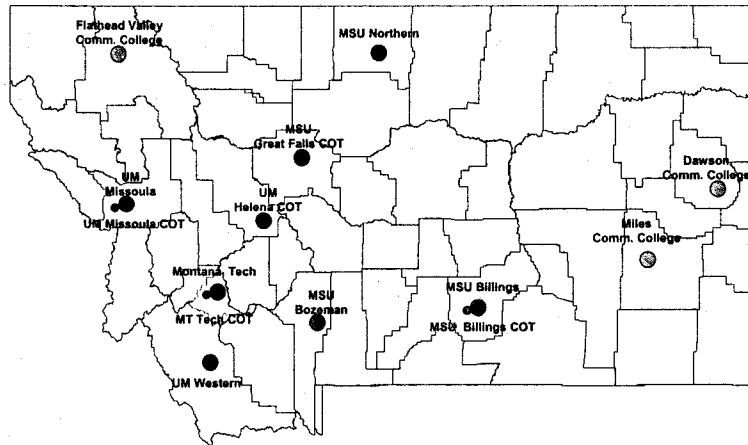 Flathead Valley
Comm. College
MSU Northern
MSU
Great Falls COT
Dawson
Comm. College
UM
Missoula
UM Missoula COT
UM
Helena COT
Miles
Comm. College
Montana Tech
MT Tech COT
MSU
Bozeman
MSU Billings
MSU Billings COT
UM Western